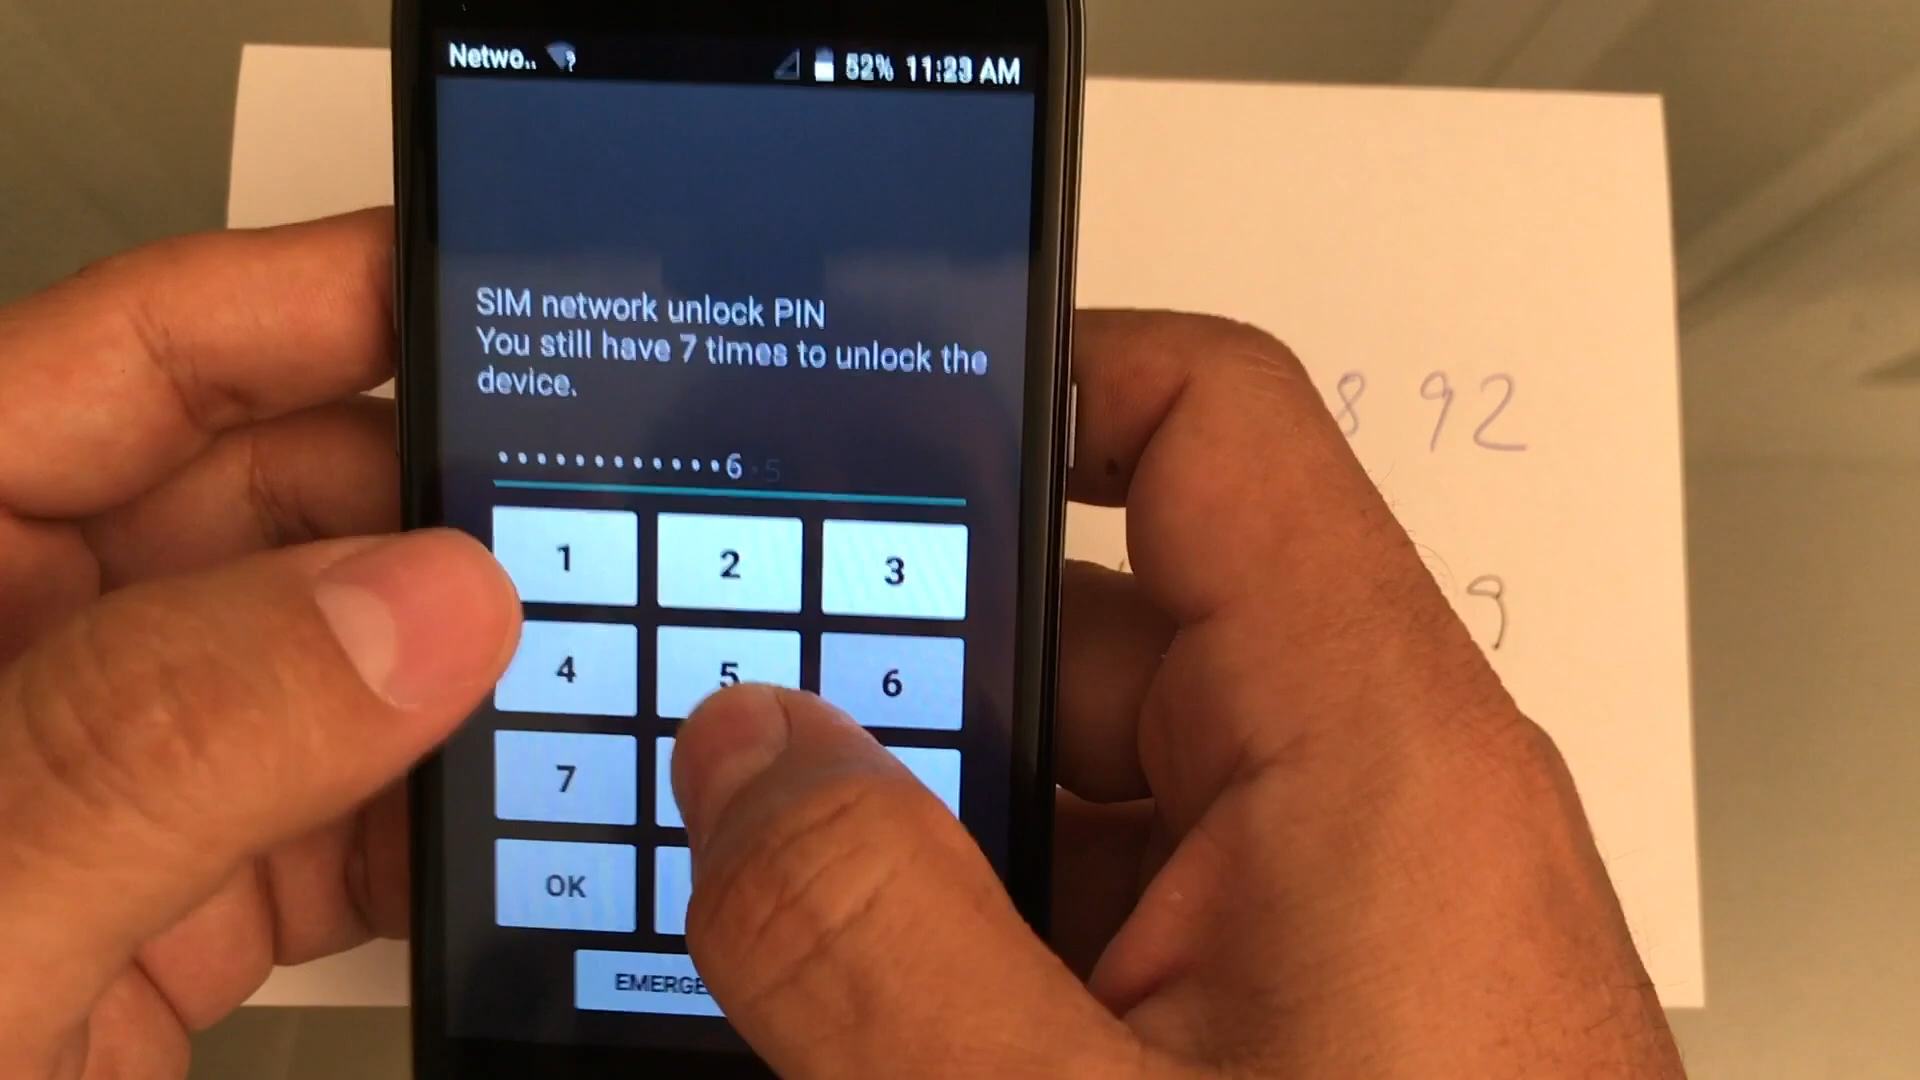 Netwo.. 52% 11:23 AM
SIM network unlock PIN
You still have 7 times to unlock the
device.
............6
1 2 3
4 5 6
7
OK
8 92
9